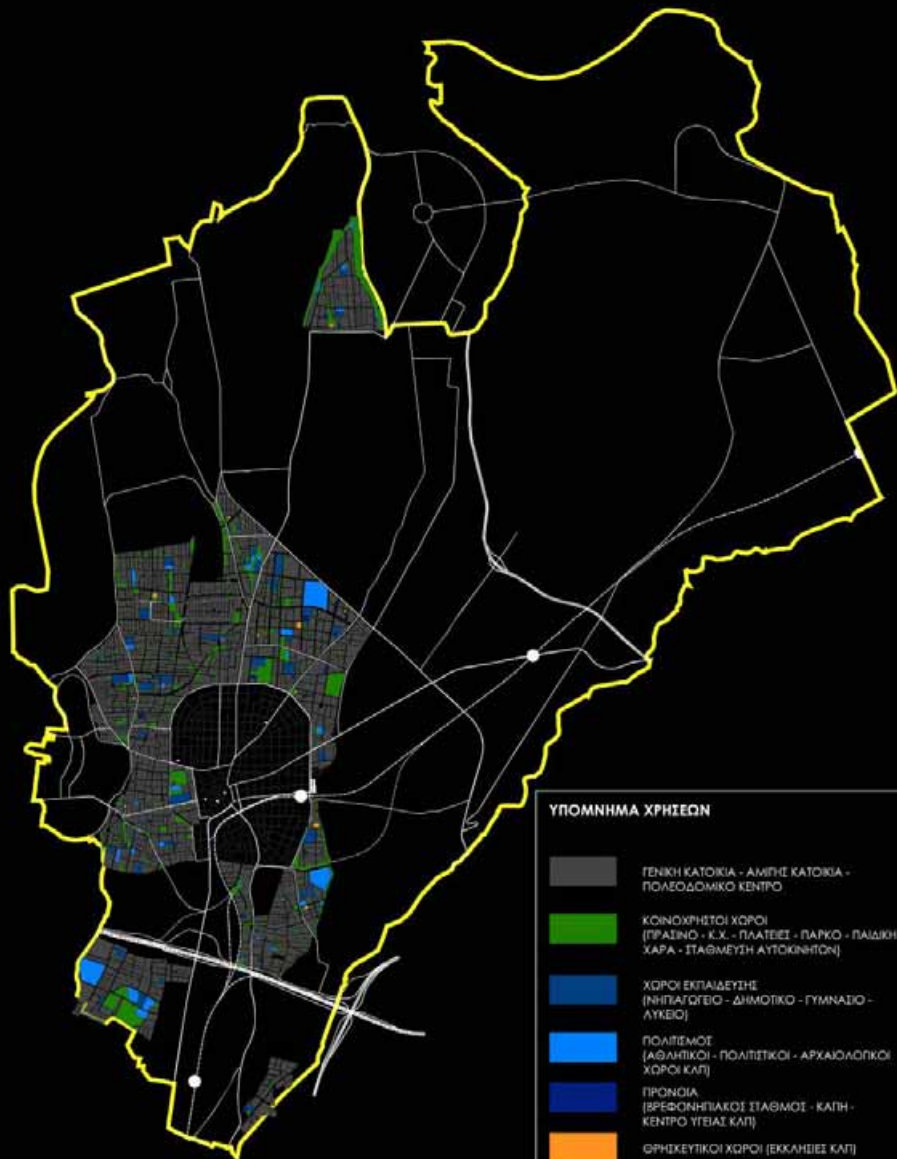 ΥΠΟΜΝΗΜΑ ΧΡΗΣΕΩΝ
ΓΕΝΙΚΗ ΚΑΤΟΙΚΙΑ - ΑΜΙΓΗΣ ΚΑΤΟΙΚΙΑ -
ΠΟΛΕΟΔΟΜΙΚΟ ΚΕΝΤΡΟ
ΚΟΙΝΟΧΡΗΣΤΟΙ ΧΩΡΟΙ
(ΠΡΑΣΙΝΟ - Κ.Χ. - ΠΛΑΤΕΙΕΣ - ΠΑΡΚΟ - ΠΑΙΔΙΚΗ
ΧΑΡΑ - ΣΤΑΘΜΕΥΣΗ ΑΥΤΟΚΙΝΗΤΩΝ)
ΧΩΡΟΙ ΕΚΠΑΙΔΕΥΣΗΣ
(ΝΗΠΙΑΓΩΓΕΙΟ - ΔΗΜΟΤΙΚΟ - ΓΥΜΝΑΣΙΟ -
ΛΥΚΕΙΟ)
ΠΟΛΙΤΙΣΜΟΣ
(ΑΘΛΗΤΙΚΟΙ - ΠΟΛΙΤΙΣΤΙΚΟΙ - ΑΡΧΑΙΟΛΟΓΙΚΟΙ
ΧΩΡΟΙ ΚΛΠ)
ΠΡΟΝΟΙΑ
(ΒΡΕΦΟΝΗΠΙΑΚΟΣ ΣΤΑΘΜΟΣ - ΚΑΠΗ -
ΚΕΝΤΡΟ ΥΓΕΙΑΣ ΚΛΠ)
ΘΡΗΣΚΕΥΤΙΚΟΙ ΧΩΡΟΙ (ΕΚΚΛΗΣΙΕΣ ΚΛΠ)